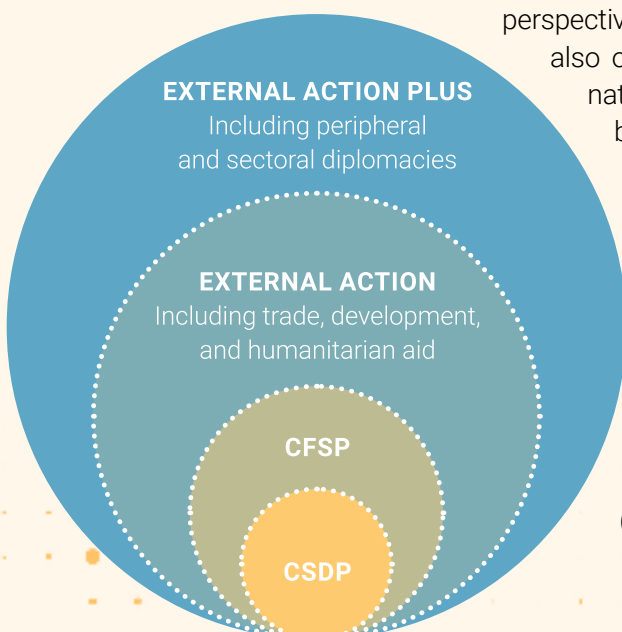 perspectiv
also
nat
EXTERNAL ACTION PLUS
Including peripheral
and sectoral diplomacies
EXTERNAL ACTION
Including trade, development,
and humanitarian aid
CFSP
CSDP